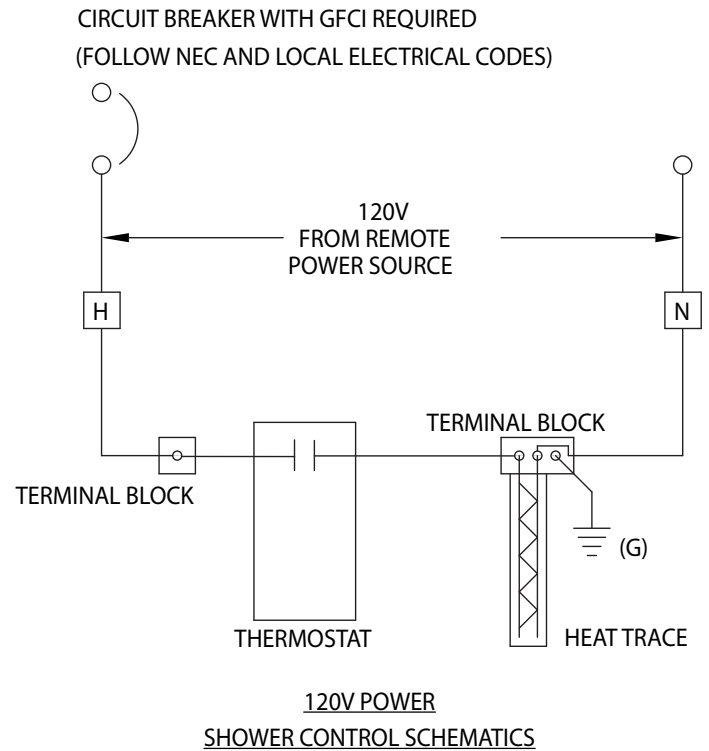 CIRCUIT BREAKER WITH GFCI REQUIRED
(FOLLOW NEC AND LOCAL ELECTRICAL CODES)
120V
FROM REMOTE
POWER SOURCE
H
N
TERMINAL BLOCK
TERMINAL BLOCK
(G)
THERMOSTAT
HEAT TRACE
120V POWER
SHOWER CONTROL SCHEMATICS